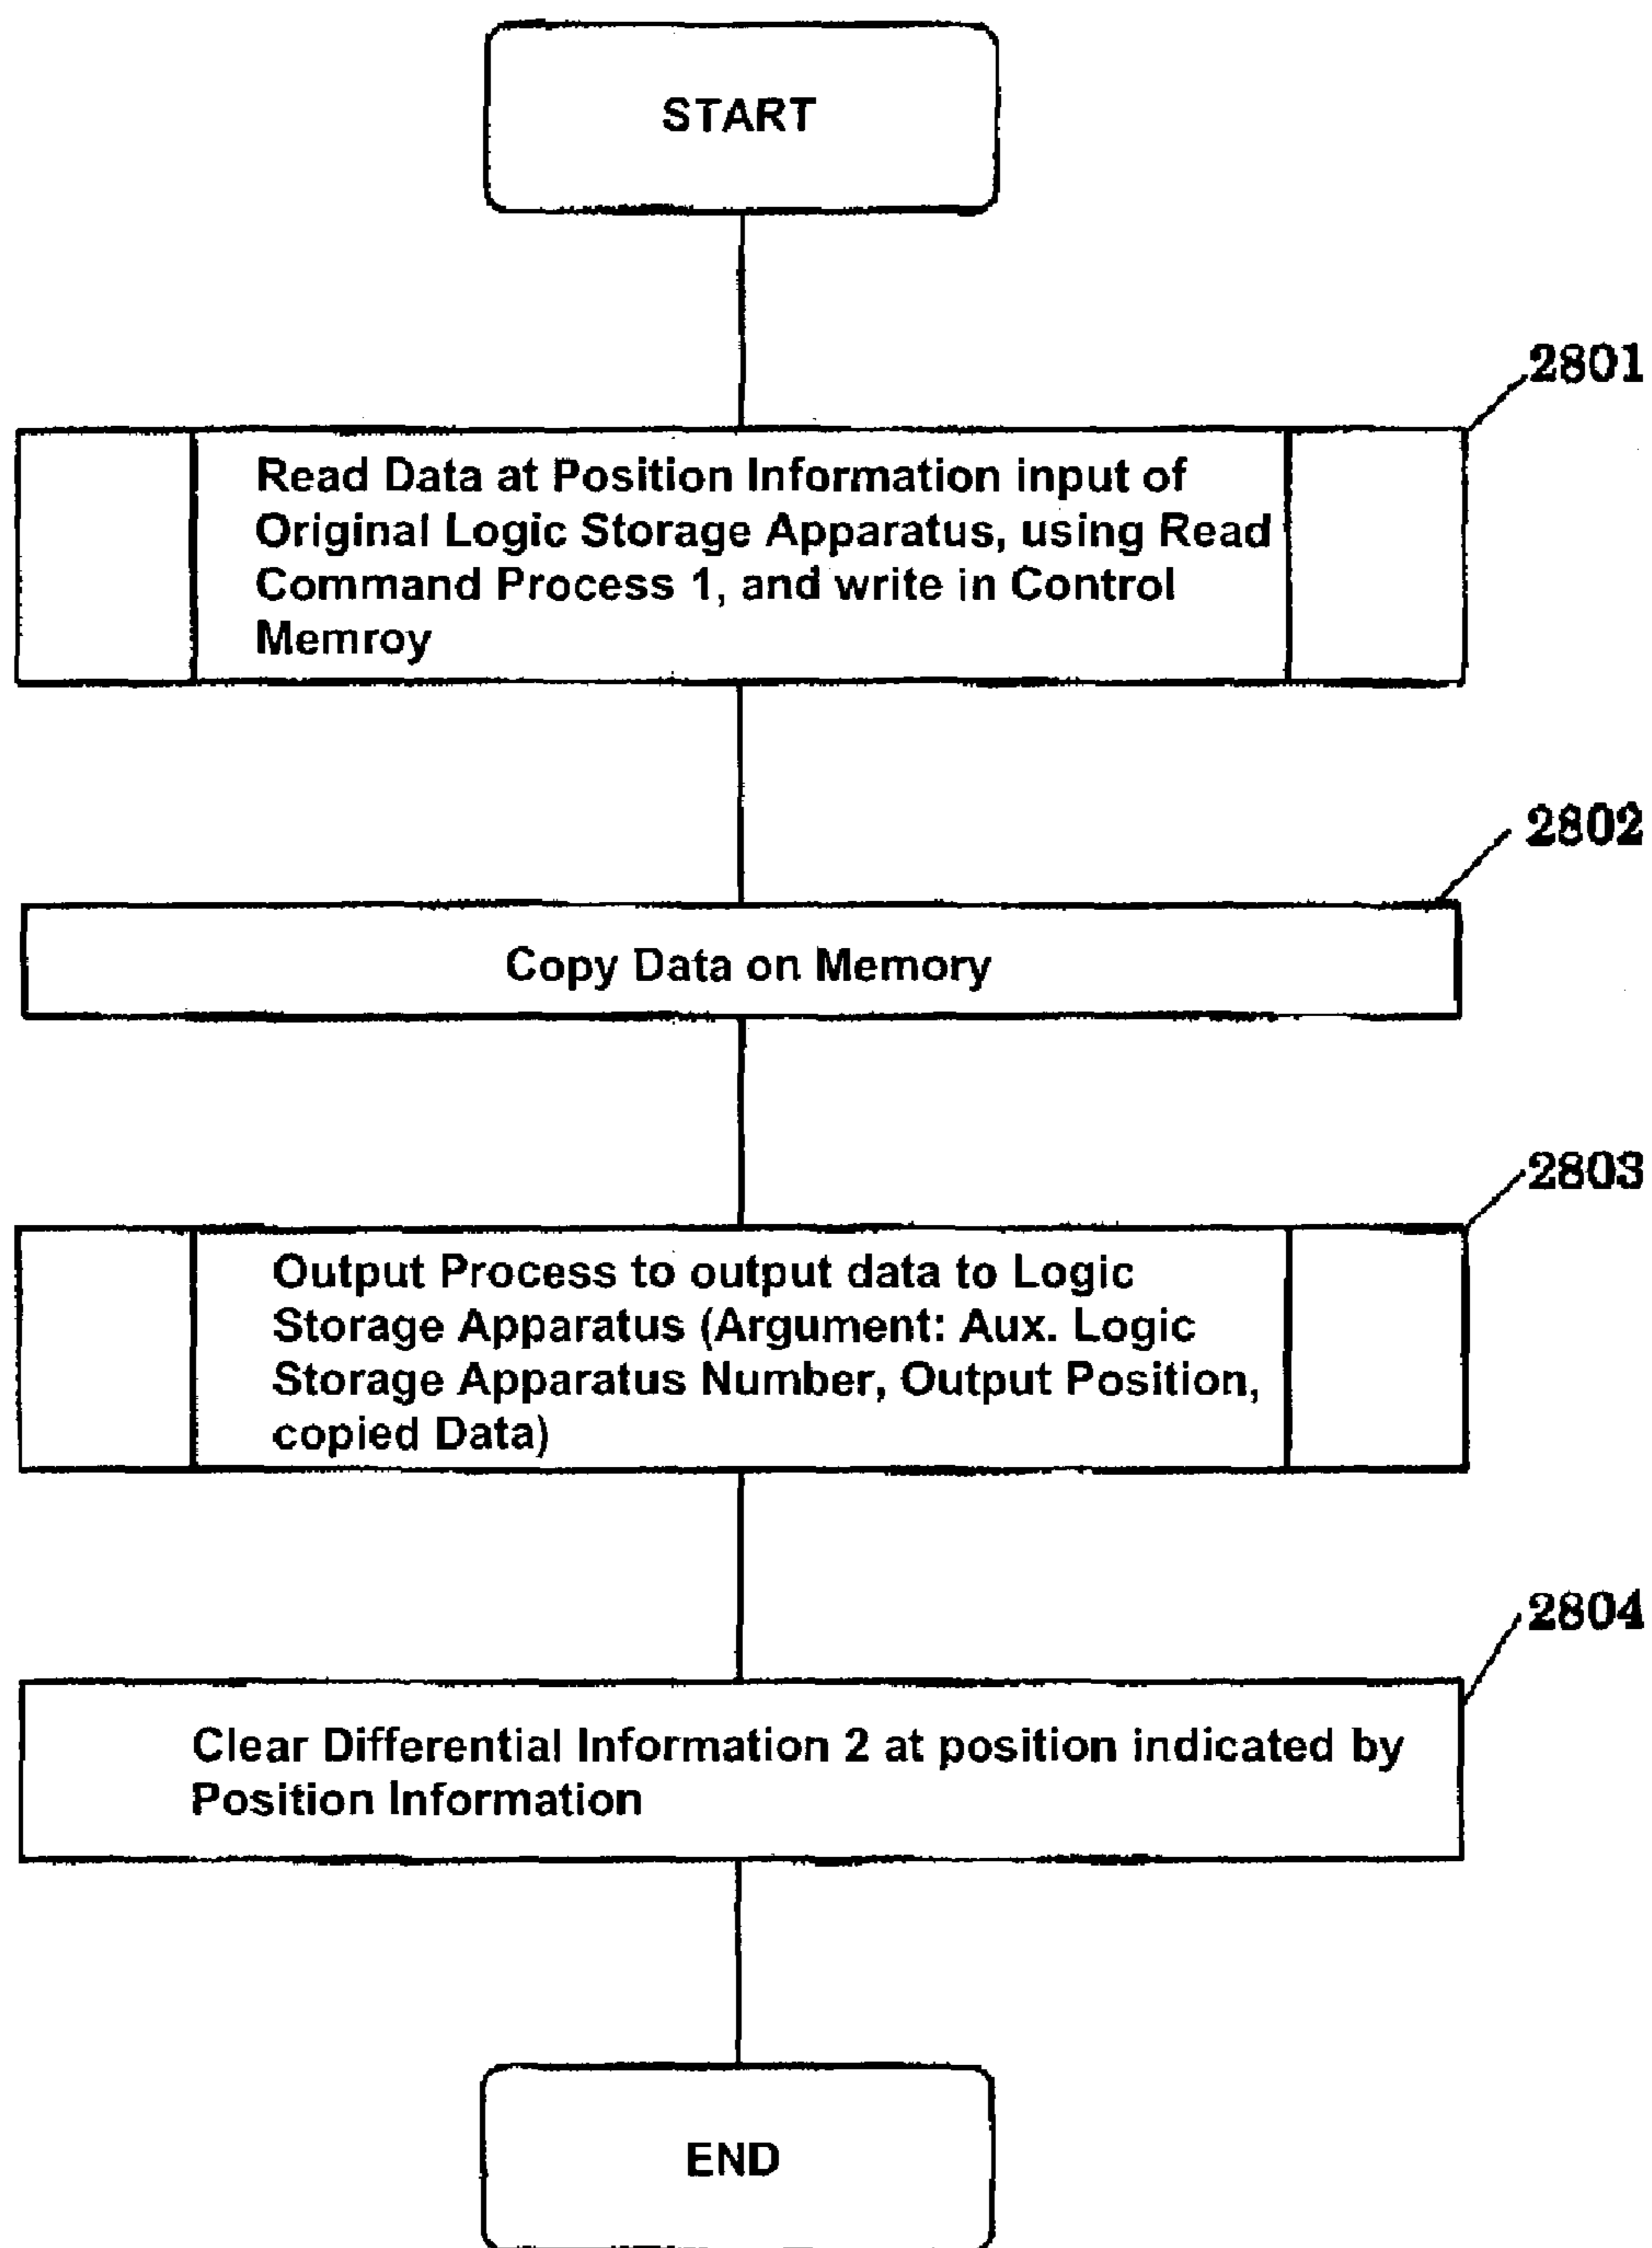 START
2801
Read Data at Position Information input of
Original Logic Storage Apparatus, using Read
Command Process 1, and write in Control
Memroy
2802
Copy Data on Memory
2803
Output Process to output data to Logic
Storage Apparatus (Argument: Aux. Logic
Storage Apparatus Number, Output Position,
copied Data)
2804
Clear Differential Information 2 at position indicated by
Position Information
END